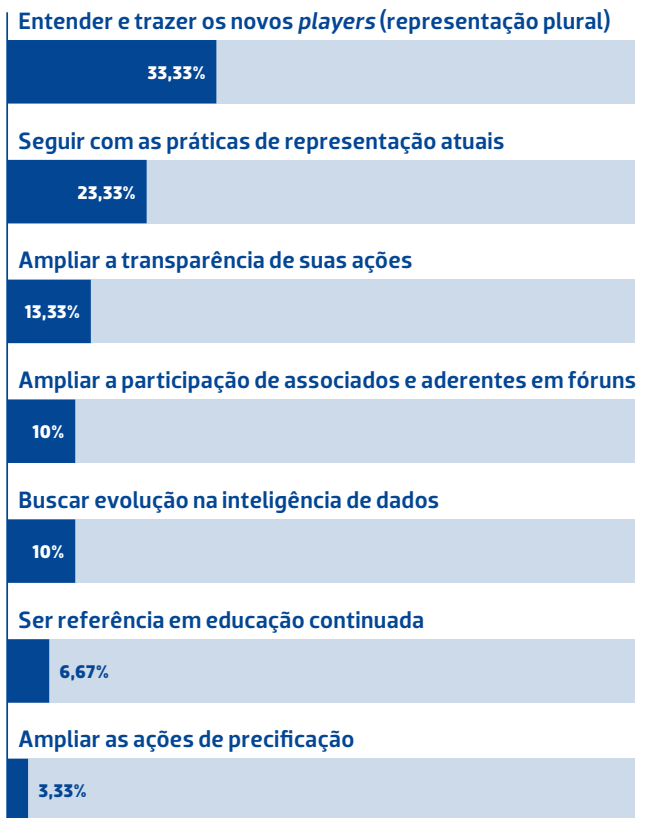 Entender e trazer os novos players (representação plural)
33,33%
Seguir com as práticas de representação atuais
23,33%
Ampliar a transparência de suas ações
13,33%
Ampliar a participação de associados e aderentes em fóruns
10%
Buscar evolução na inteligência de dados
10%
Ser referência em educação continuada
6,67%
Ampliar as ações de precificação
3,33%